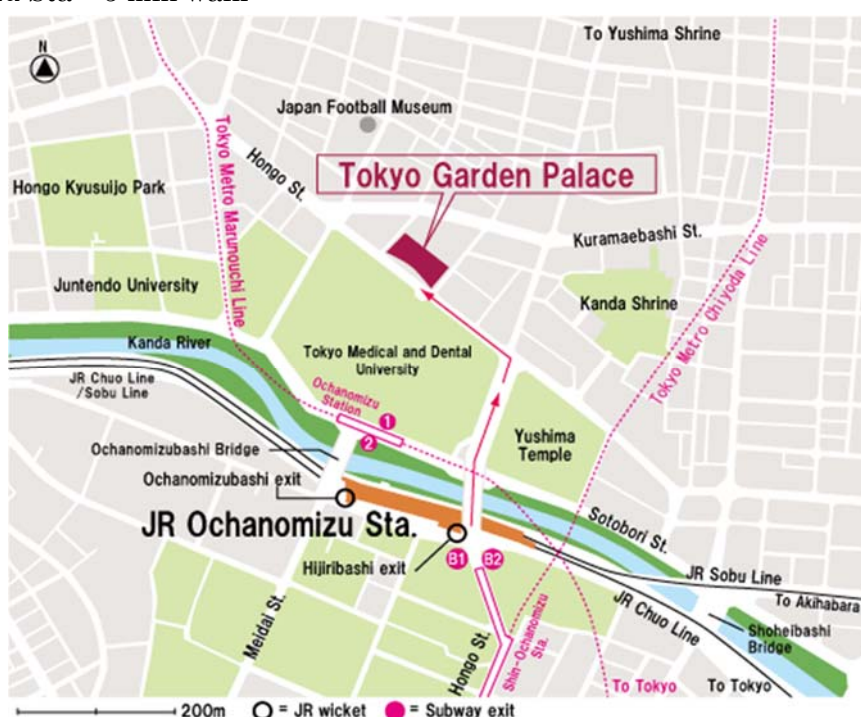 To Yushima Shrine
N
Japan Football Museum
Tokyo Metro Marunouchi Line
Hongo St.
Tokyo Garden Palace
Hongo Kyusuijo Park
Kuramaebashi St.
Tokyo Metro Chiyoda Line
Juntendo University
Kanda Shrine
Kanda River
Tokyo Medical and Dental
University
JR Chuo Line
/Sobu Line
Ochanomizu
Station
1
2
Yushima
Temple
Ochanomizubashi Bridge
Ochanomizubashi exit
JR Ochanomizu Sta.
Sotobori St.
Hijiribashi exit
B1
B2
JR Sobu Line
JR Chuo Line
To Akihabara
Meidai St.
Hongo St.
Shin-Ochanomizu
Sta.
Shoheibashi
Bridge
To Tokyo
To Tokyo
200m
= JR wicket
= Subway exit